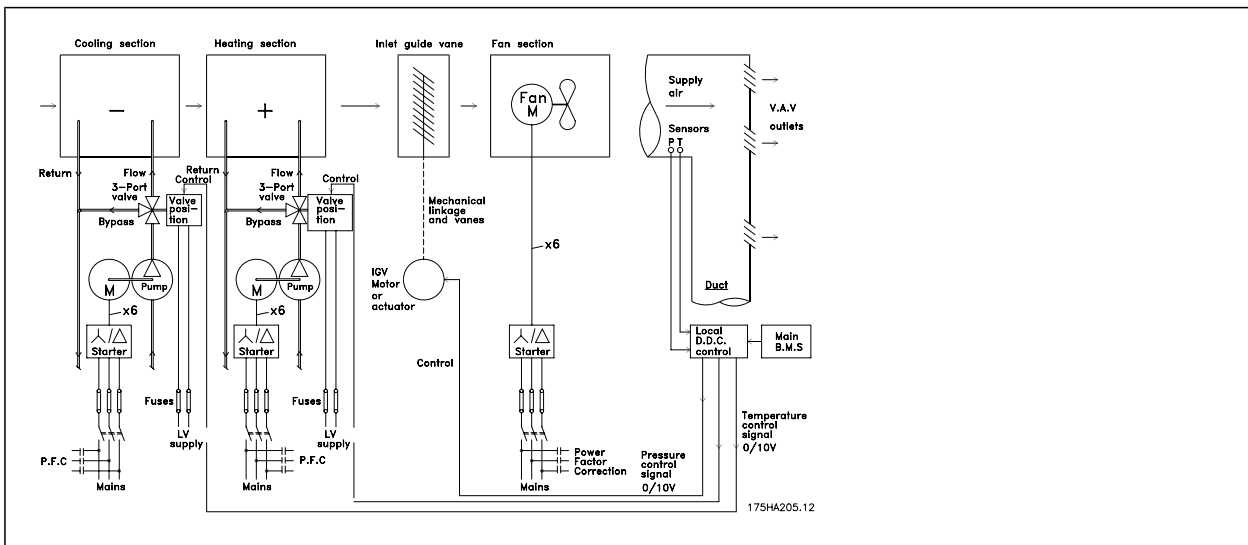 Cooling section
Heating section
Inlet guide vane
Fan section
-
+
Fan
M
Supply
air
V.A.V
outlets
Sensors
P T
Return
Flow
Control
3-Port
valve
Valve
posi-
tion
Bypass
Return
Flow
Control
3-Port
valve
Valve
posi-
tion
Bypass
Mechanical
linkage
and vanes
x6
M
Pump
M
Pump
IGV
Motor
or
actuator
Duct
x6
x6
Starter
Starter
Starter
Local
D.D.C.
control
Main
B.M.S
Control
Fuses
Fuses
LV
supply
LV
supply
Temperature
control
signal
0/10V
P.F.C
P.F.C
Power
Factor
Correction
Pressure
control
signal
0/10V
Mains
Mains
Mains
175HA205.12